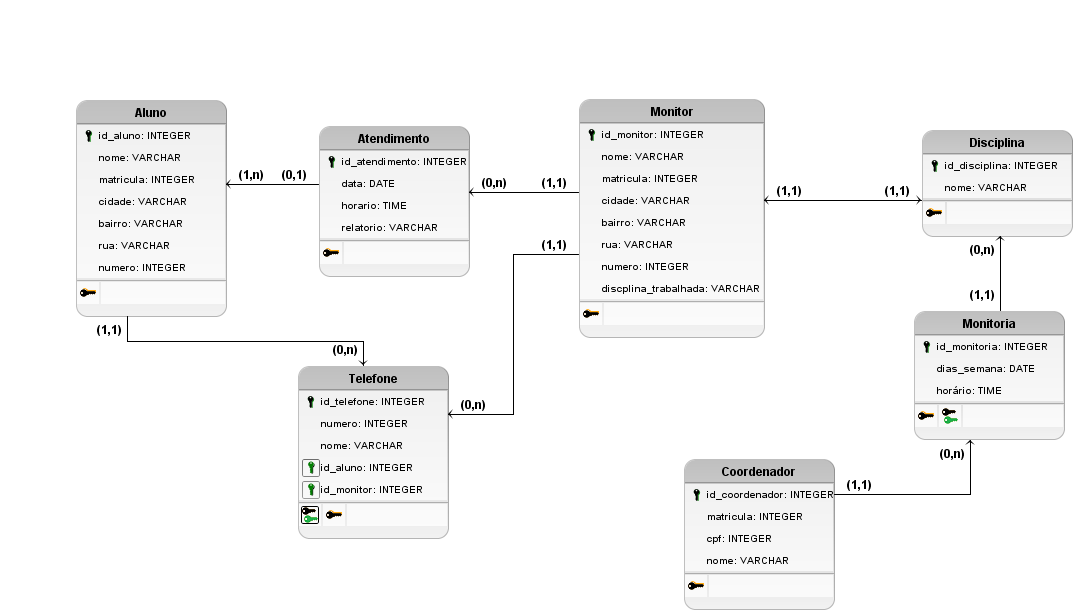 Aluno
id_aluno: INTEGER
nome: VARCHAR
matricula: INTEGER
cidade: VARCHAR
bairro: VARCHAR
rua: VARCHAR
numero: INTEGER
(1,n)
(0,1)
Atendimento
id_atendimento: INTEGER
data: DATE
horario: TIME
relatorio: VARCHAR
(0,n)
(1,1)
Monitor
id_monitor: INTEGER
nome: VARCHAR
matricula: INTEGER
cidade: VARCHAR
bairro: VARCHAR
rua: VARCHAR
numero: INTEGER
discplina_trabalhada: VARCHAR
(1,1)
(1,1)
Disciplina
id_disciplina: INTEGER
nome: VARCHAR
(1,1)
(0,n)
(1,1)
(1,1)
(0,n)
Telefone
id_telefone: INTEGER
numero: INTEGER
nome: VARCHAR
id_aluno: INTEGER
id_monitor: INTEGER
(0,n)
Monitoria
id_monitoria: INTEGER
dias_semana: DATE
horário: TIME
(0,n)
Coordenador
id_coordenador: INTEGER
matricula: INTEGER
cpf: INTEGER
nome: VARCHAR
(1,1)